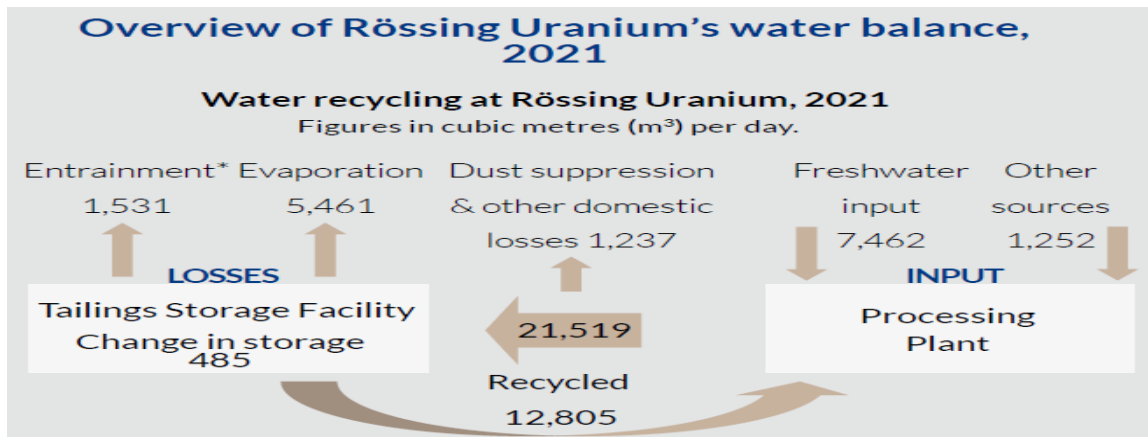 Overview of Rössing Uranium's water balance,
2021
Water recycling at Rössing Uranium, 2021
Figures in cubic metres (m³) per day.
Entrainment* Evaporation Dust suppression Freshwater Other
1,531 5,461 & other domestic input sources
losses 1,237 7,462 1,252
LOSSES INPUT
Tailings Storage Facility
Change in storage
485
21,519
Processing
Plant
Recycled
12,805